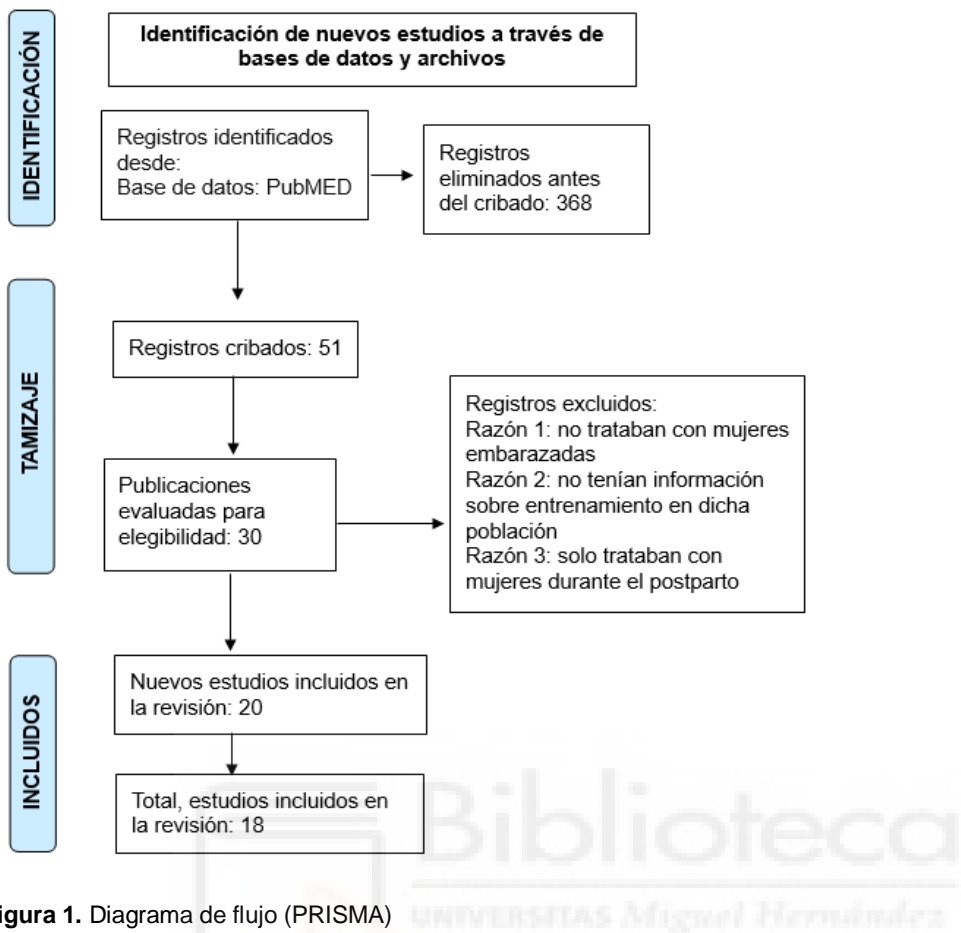 IDENTIFICACIÓN
Identificación de nuevos estudios a través de
bases de datos y archivos
Registros identificados
desde:
Base de datos: PubMED
Registros
eliminados antes
del cribado: 368
TAMIZAJE
Registros cribados: 51
Publicaciones
evaluadas para
elegibilidad: 30
Registros excluidos:
Razón 1: no trataban con mujeres
embarazadas
Razón 2: no tenían información
sobre entrenamiento en dicha
población
Razón 3: solo trataban con
mujeres durante el postparto
INCLUIDOS
Nuevos estudios incluidos en
la revisión: 20
Total, estudios incluidos en
la revisión: 18
Biblioteca
UNIVERSITAS Miguel Hernández
igura 1. Diagrama de flujo (PRISMA)